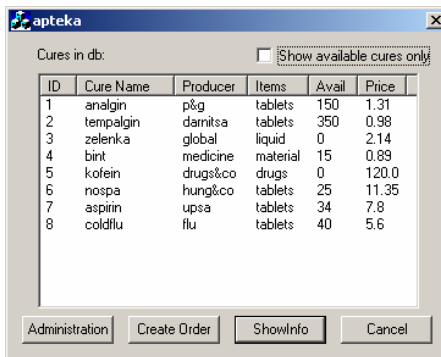 apteka
Cures in db: Show available cures only
ID Cure Name Producer Items Avail Price
1 analgin p&g tablets 150 1.31
2 tempalgin darnitsa tablets 350 0.98
3 zelenka global liquid 0 2.14
4 bint medicine material 15 0.89
5 kofein drugs&co drugs 0 120.0
6 nospa hung&co tablets 25 11.35
7 aspirin upsa tablets 34 7.8
8 coldflu flu tablets 40 5.6
Administration Create Order ShowInfo Cancel